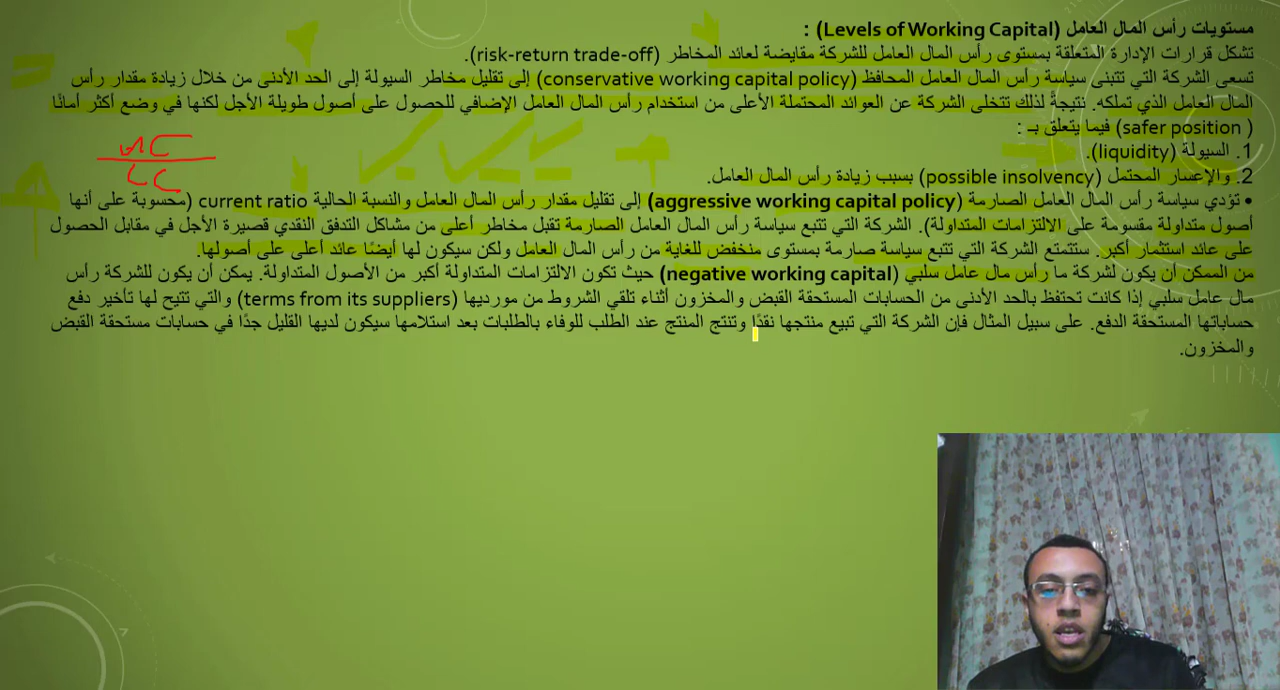 مستويات رأس المال العامل (Levels of Working Capital) :
تشكل قرارات الإدارة المتعلقة بمستوى رأس المال العامل للشركة مقايضة لعائد المخاطر (risk-return trade-off).
تسعى الشركة التي تتبنى سياسة رأس المال العامل المحافظ (conservative working capital policy) إلى تقليل مخاطر السيولة إلى الحد الأدنى من خلال زيادة مقدار رأس
المال العامل الذي تملكه. نتيجةً لذلك تتخلى الشركة عن العوائد المحتملة الأعلى من استخدام رأس المال العامل الإضافي للحصول على أصول طويلة الأجل لكنها في وضع أكثر أمانًا
( safer position) فيما يتعلق بـ :
1. السيولة (liquidity).
2. والإعسار المحتمل (possible insolvency) بسبب زيادة رأس المال العامل.
• تؤدي سياسة رأس المال العامل الصارمة (aggressive working capital policy) إلى تقليل مقدار رأس المال العامل والنسبة الحالية current ratio (محسوبة على أنها
أصول متداولة مقسومة على الالتزامات المتداولة). الشركة التي تتبع سياسة رأس المال العامل الصارمة تقبل مخاطر أعلى من مشاكل التدفق النقدي قصيرة الأجل في مقابل الحصول
على عائد استثمار أكبر. ستتمتع الشركة التي تتبع سياسة صارمة بمستوى منخفض للغاية من رأس المال العامل ولكن سيكون لها أيضًا عائد أعلى على أصولها.
من الممكن أن يكون لشركة ما رأس مال عامل سلبي (negative working capital) حيث تكون الالتزامات المتداولة أكبر من الأصول المتداولة. يمكن أن يكون للشركة رأس
مال عامل سلبي إذا كانت تحتفظ بالحد الأدنى من الحسابات المستحقة القبض والمخزون أثناء تلقي الشروط من مورديها (terms from its suppliers) والتي تتيح لها تأخير دفع
حساباتها المستحقة الدفع. على سبيل المثال فإن الشركة التي تبيع منتجها نقدًا وتنتج المنتج عند الطلب للوفاء بالطلبات بعد استلامها سيكون لديها القليل جدًا في حسابات مستحقة القبض
والمخزون.
AC
LC